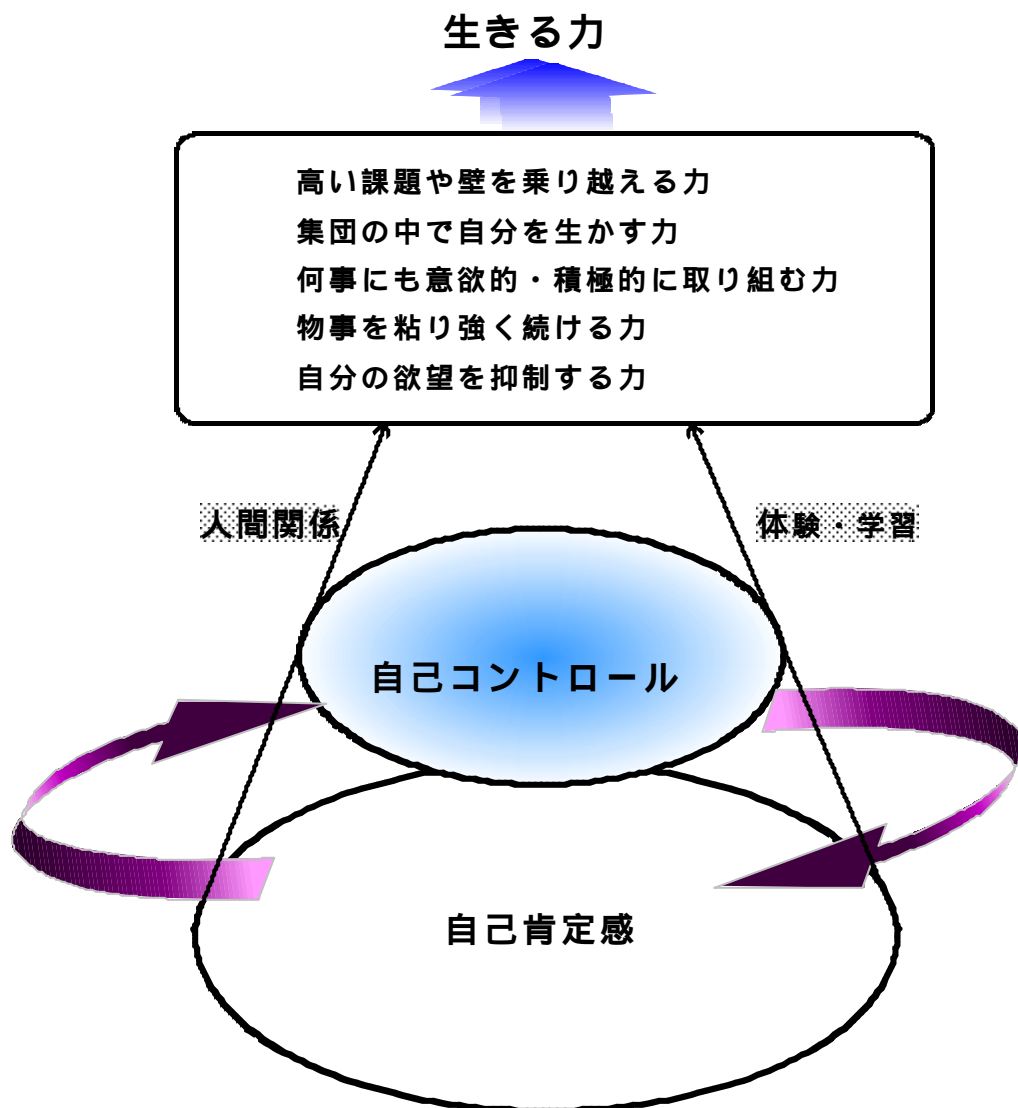 生きる力
高い課題や壁を乗り越える力
集団の中で自分を生かす力
何事にも意欲的・積極的に取り組む力
物事を粘り強く続ける力
自分の欲望を抑制する力
人間関係
体験・学習
自己コントロール
自己肯定感